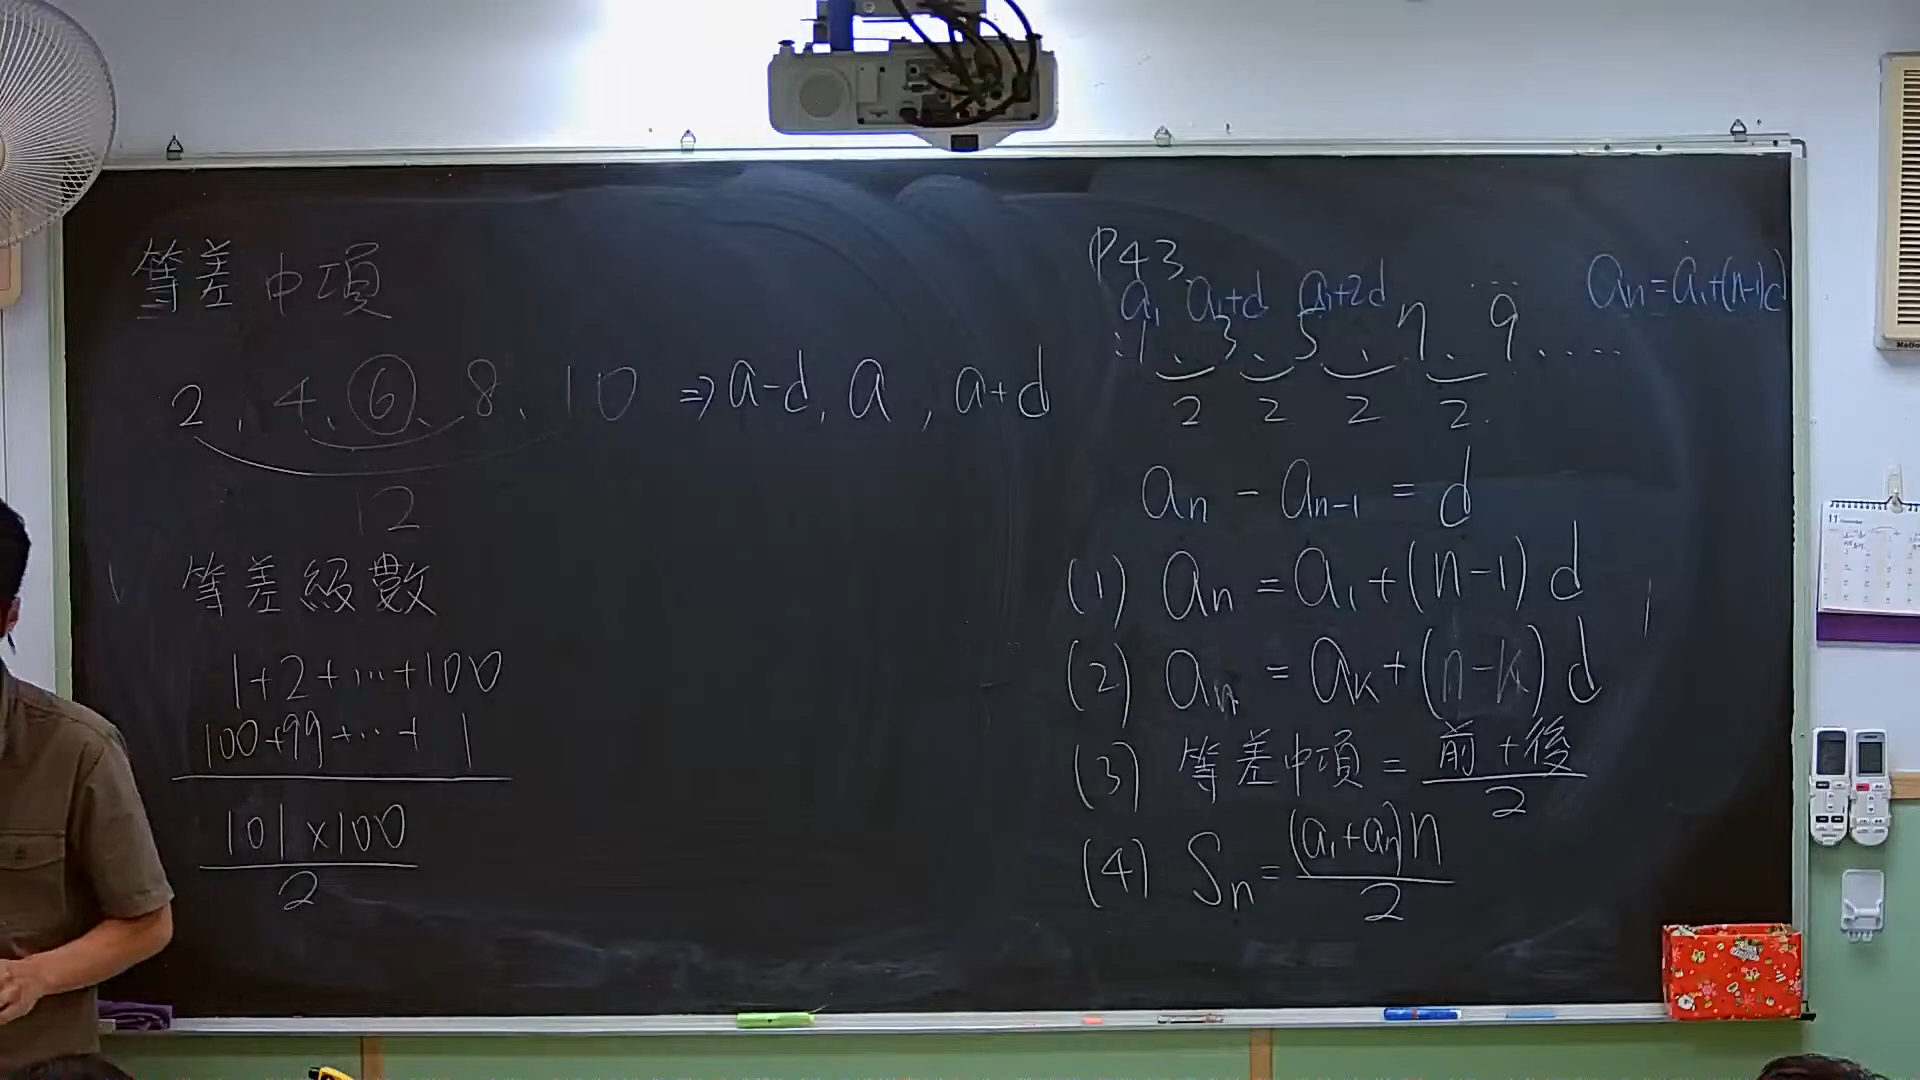 等差中項
2, 4、6、8、10 ⇒ a-d, a, a+d
12
等差級數
1+2+…+100
100+99+…+ 1
101×100
2
P43
a₁ a₁+d a₁+2d … aₙ=a₁+(n-1)d
1、3、5、7、9.....
2 2 2 2
aₙ - aₙ₋₁ = d
(1) aₙ = a₁+(n-1)d
(2) aₙ = aₖ+(n-k)d
(3) 等差中項 = 前+後
2
(4) Sₙ = (a₁+aₙ)n
2
11